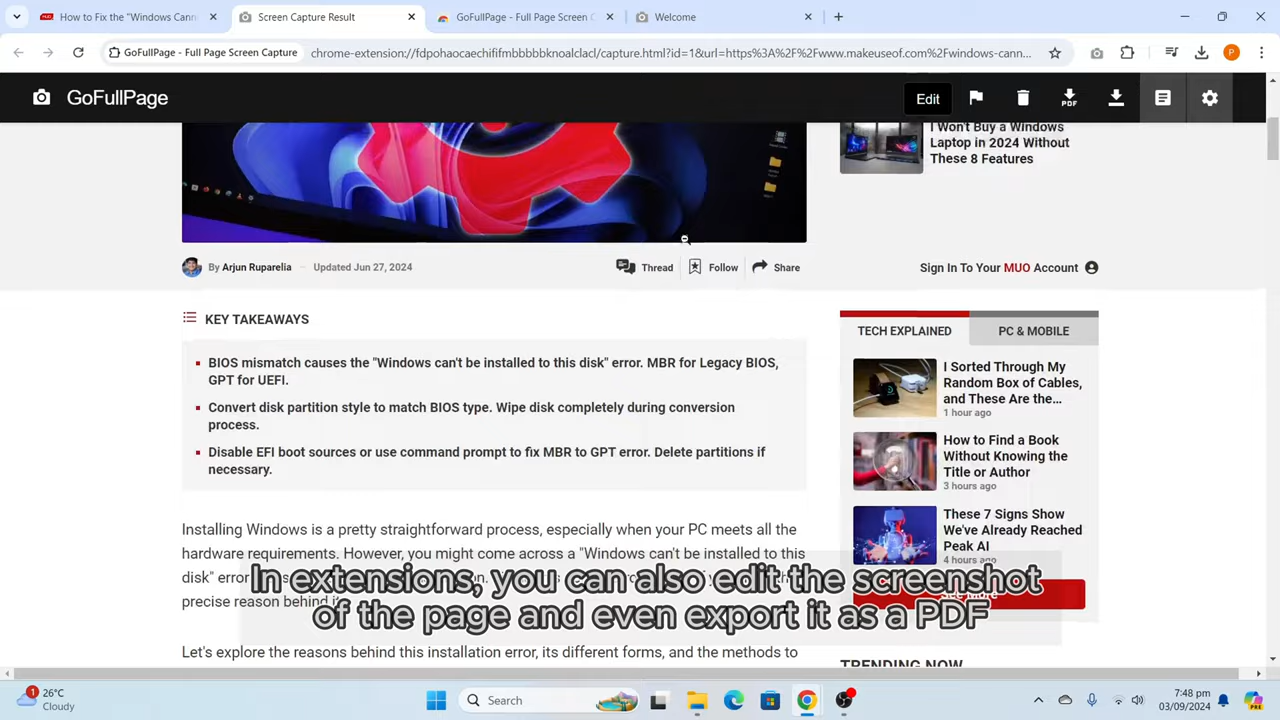 How to Fix the "Windows Cann
Screen Capture Result
GoFullPage - Full Page Screen C
Welcome
GoFullPage - Full Page Screen Capture
chrome-extension://fdpohaocaechififmbbbbbknoalclacl/capture.html?id=1&url=https%3A%2F%2Fwww.makeuseof.com%2Fwindows-cann...
P
GoFullPage
Edit
PDF
I Won't Buy a Windows
Laptop in 2024 Without
These 8 Features
By Arjun Ruparelia
Updated Jun 27, 2024
Thread
Follow
Share
Sign In To Your MUO Account
KEY TAKEAWAYS
BIOS mismatch causes the "Windows can't be installed to this disk" error. MBR for Legacy BIOS,
GPT for UEFI.
Convert disk partition style to match BIOS type. Wipe disk completely during conversion
process.
Disable EFI boot sources or use command prompt to fix MBR to GPT error. Delete partitions if
necessary.
TECH EXPLAINED
PC & MOBILE
I Sorted Through My
Random Box of Cables,
and These Are the...
1 hour ago
How to Find a Book
Without Knowing the
Title or Author
3 hours ago
These 7 Signs Show
We've Already Reached
Peak AI
4 hours ago
Installing Windows is a pretty straightforward process, especially when your PC meets all the
hardware requirements. However, you might come across a "Windows can't be installed to this
disk" error
precise reason behind it
In extensions, you can also edit the screenshot
of the page and even export it as a PDF
Let's explore the reasons behind this installation error, its different forms, and the methods to
TRENDING NOW
1
26°C
Cloudy
Search
7:48 pm
03/09/2024
PRE